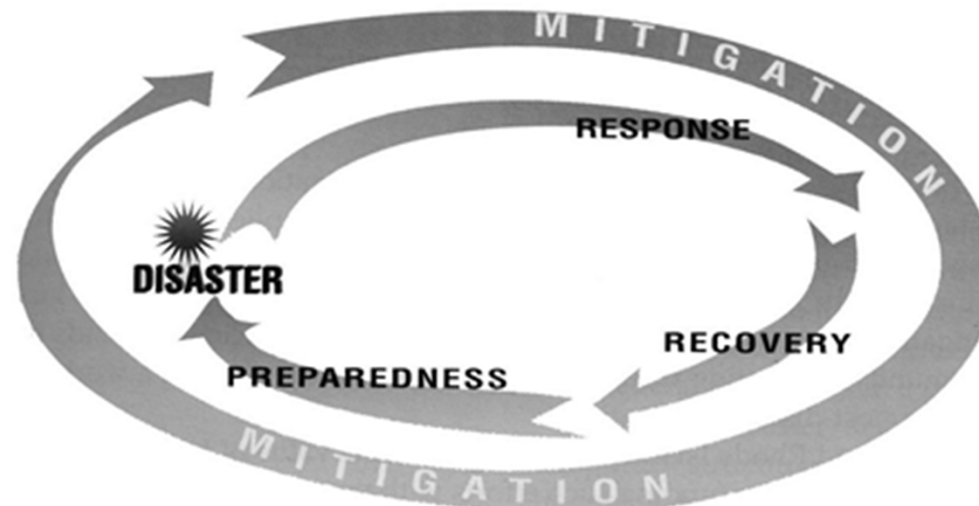 MITIGATION
RESPONSE
DISASTER
RECOVERY
PREPAREDNESS
MITIGATION